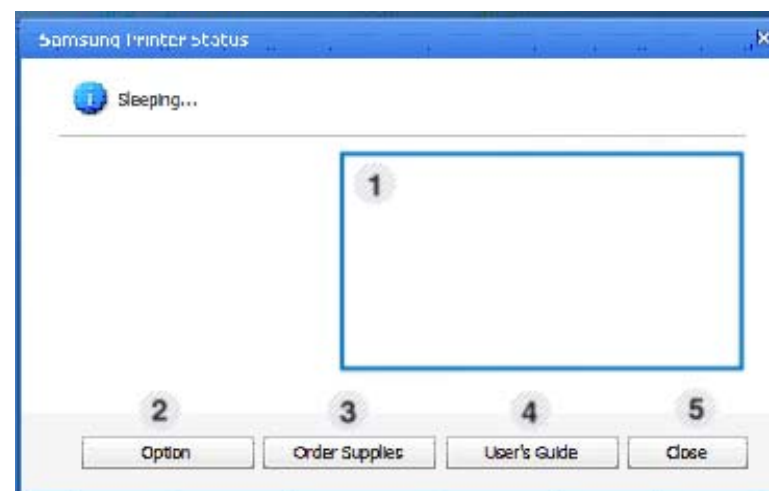 Samsung Printer Status
Sleeping...
1
2 3 4 5
Option Order Supplies User's Guide Close